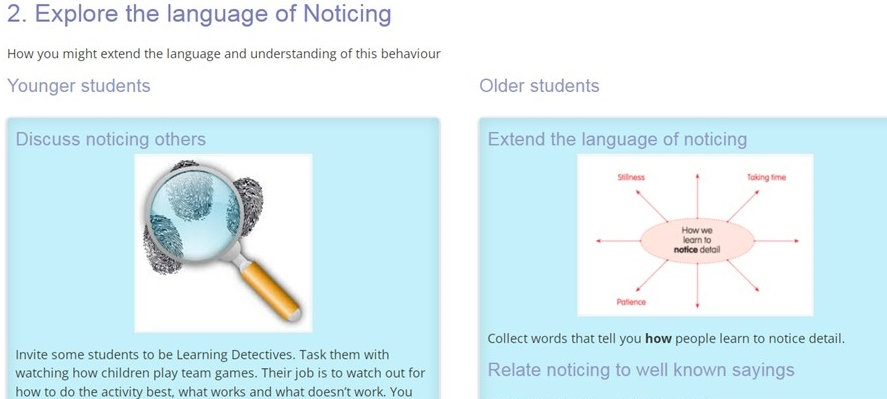 2. Explore the language of Noticing
How you might extend the language and understanding of this behaviour
Younger students
Discuss noticing others
Invite some students to be Learning Detectives. Task them with
watching how children play team games. Their job is to watch out for
how to do the activity best, what works and what doesn’t work. You
Older students
Extend the language of noticing
Stillness
Taking time
How we
learn to
notice detail
Patience
Collect words that tell you how people learn to notice detail.
Relate noticing to well known sayings